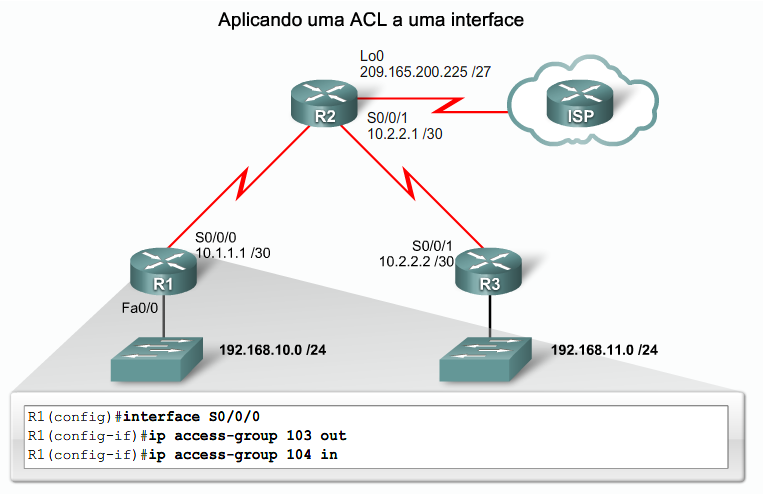 Aplicando uma ACL a uma interface
Lo0
209.165.200.225 /27
R2
ISP
S0/0/1
10.2.2.1 /30
S0/0/0
10.1.1.1 /30
S0/0/1
10.2.2.2 /30
R1
R3
Fa0/0
192.168.10.0 /24
192.168.11.0 /24
R1(config)#interface S0/0/0
R1(config-if)#ip access-group 103 out
R1(config-if)#ip access-group 104 in